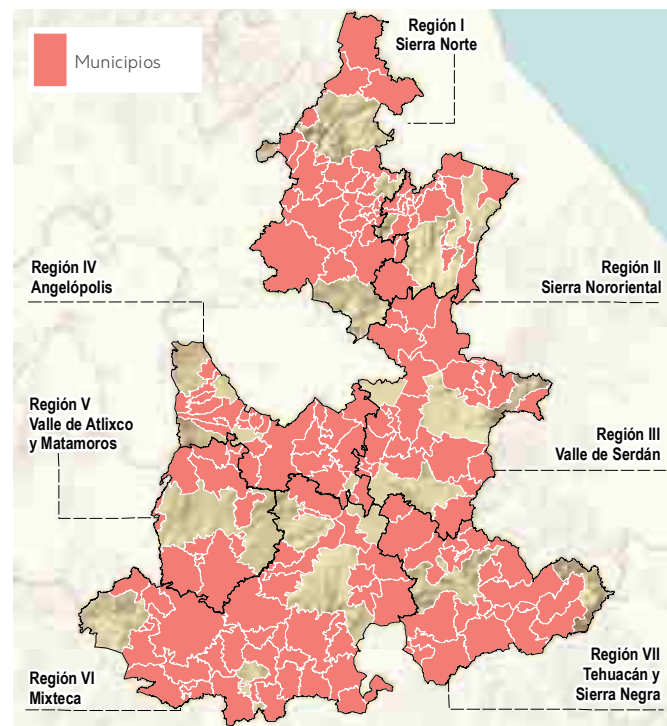 Municipios
Región I
Sierra Norte
Región IV
Angelópolis
Región II
Sierra Nororiental
Región V
Valle de Atlixco
y Matamoros
Región III
Valle de Serdán
Región VI
Mixteca
Región VII
Tehuacán y
Sierra Negra